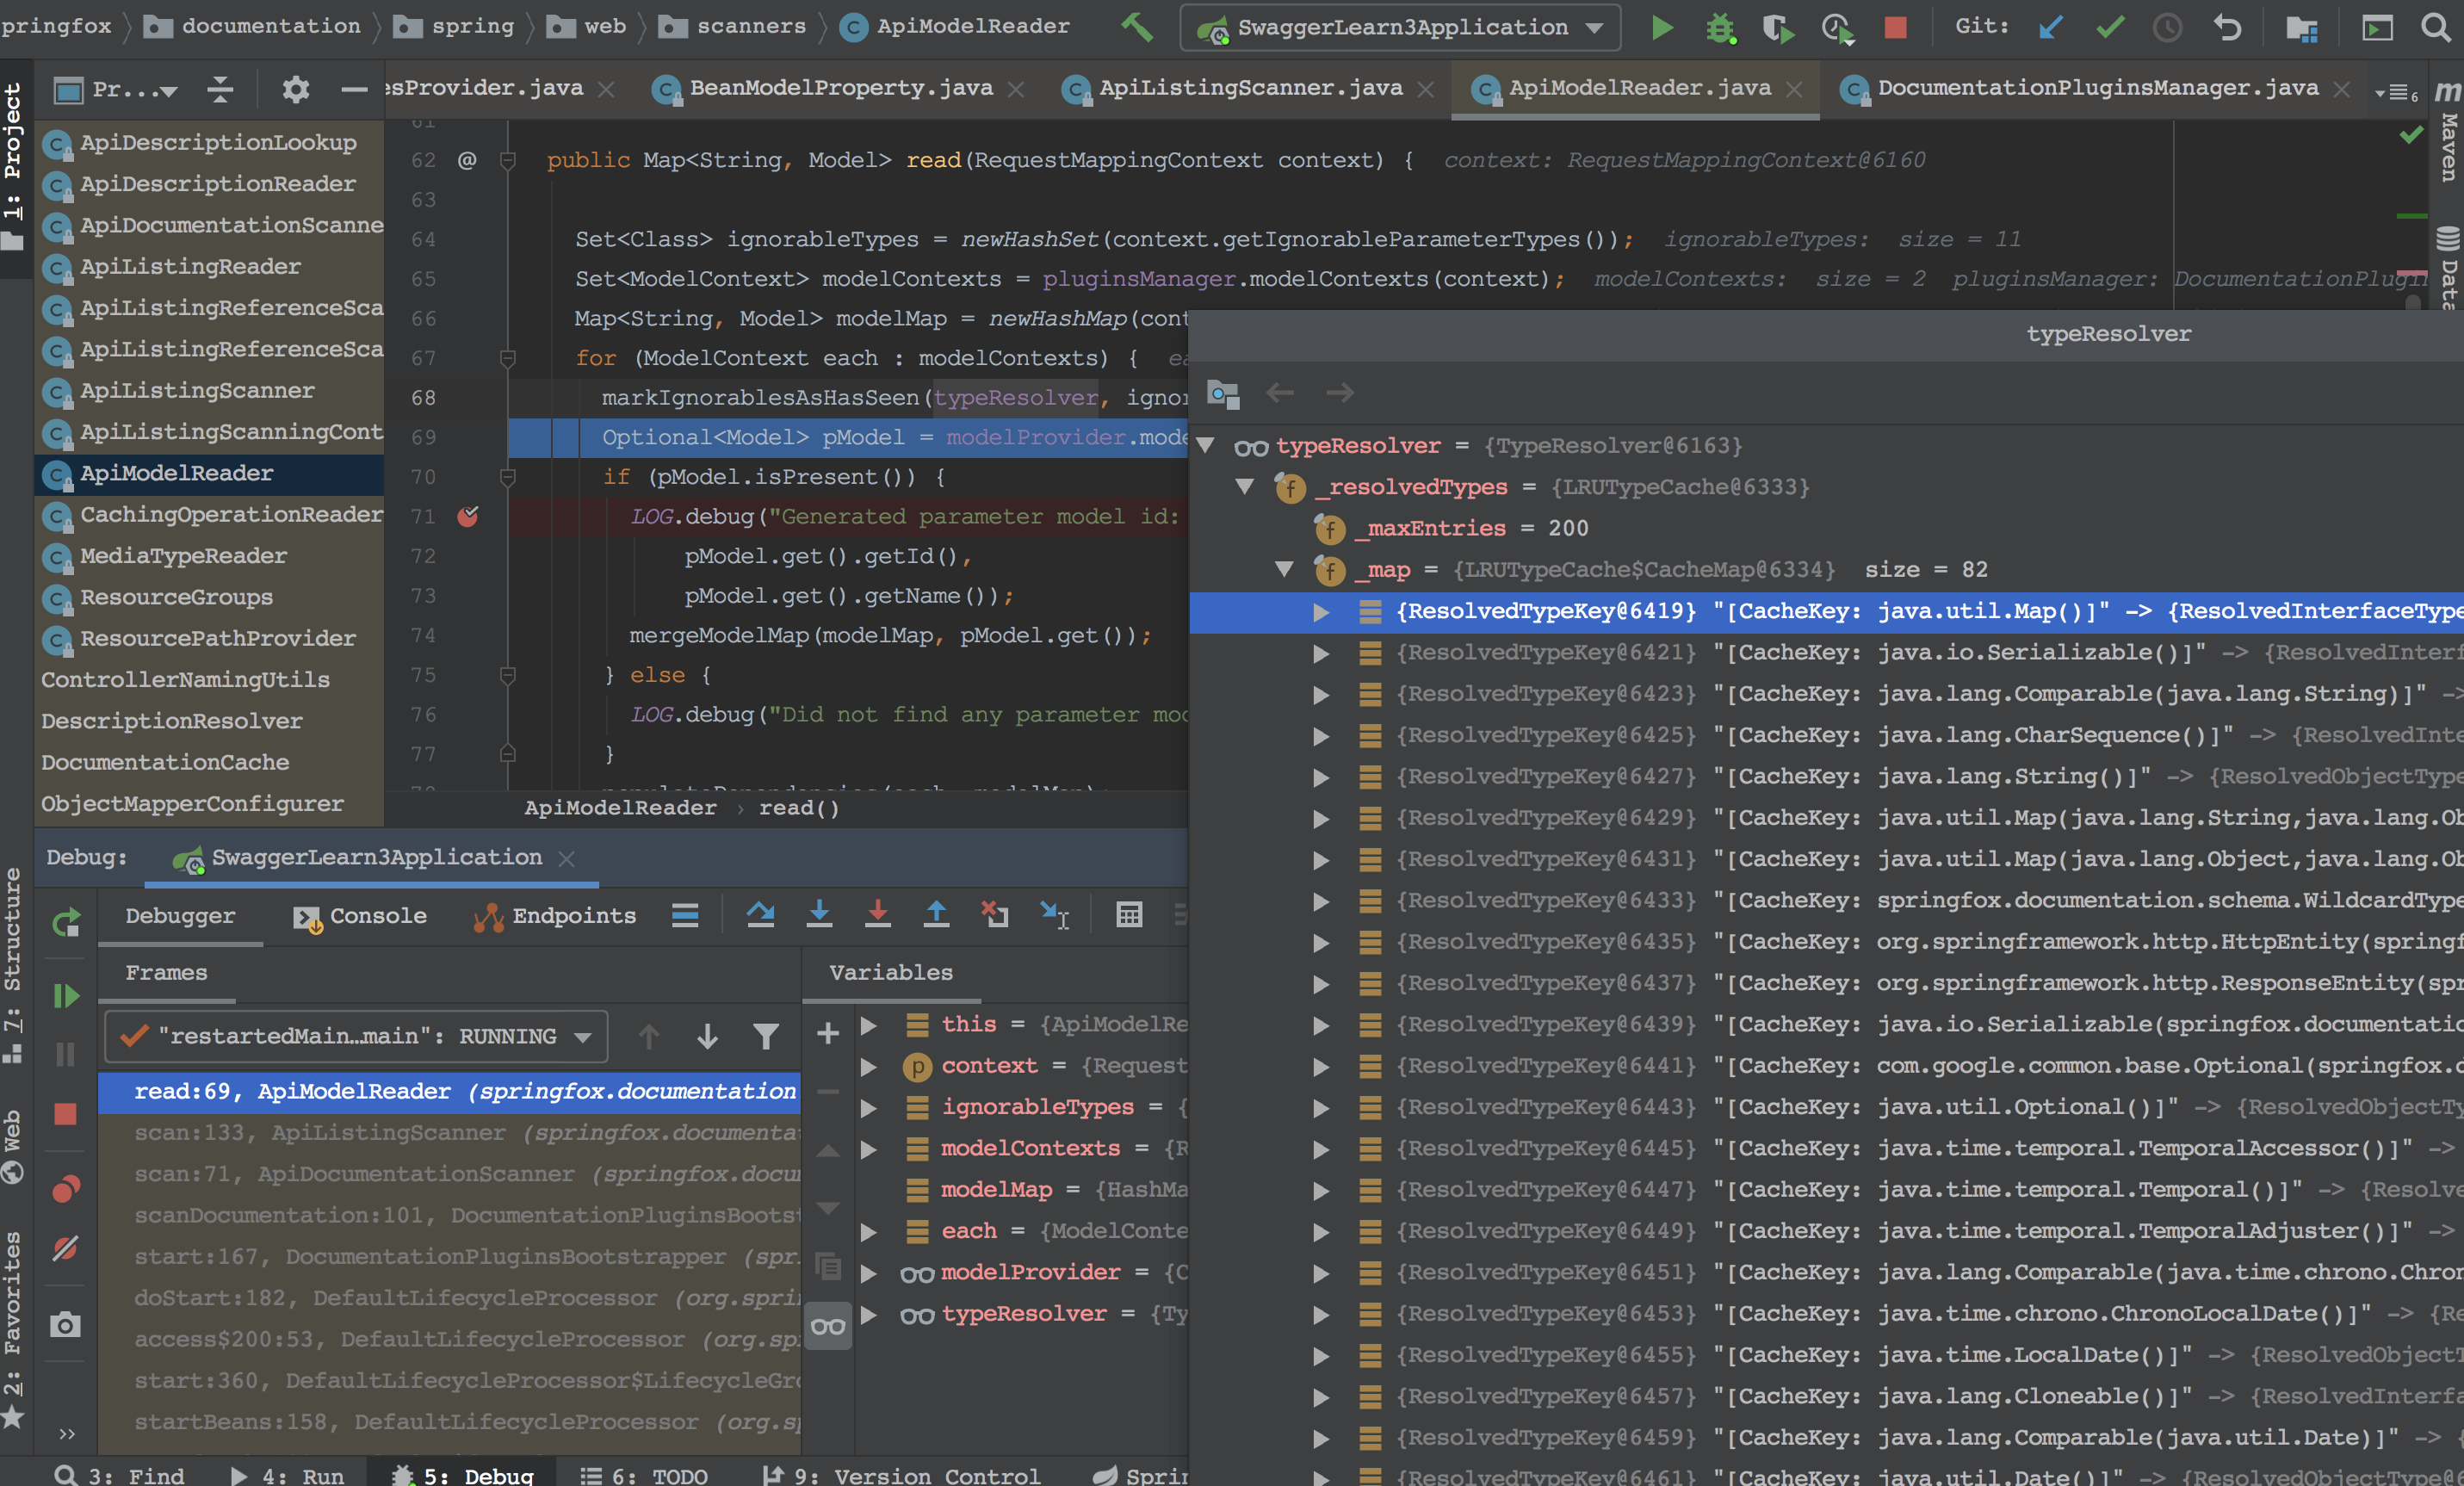 pringfox documentation spring web scanners ApiModelReader SwaggerLearn3Application Git:
Pr... esProvider.java BeanModelProperty.java ApiListingScanner.java ApiModelReader.java DocumentationPluginsManager.java 6
1: Project
7: Structure
Web
2: Favorites
Maven
ApiDescriptionLookup
ApiDescriptionReader
ApiDocumentationScanne
ApiListingReader
ApiListingReferenceSca
ApiListingReferenceSca
ApiListingScanner
ApiListingScanningCont
ApiModelReader
CachingOperationReader
MediaTypeReader
ResourceGroups
ResourcePathProvider
ControllerNamingUtils
DescriptionResolver
DocumentationCache
ObjectMapperConfigurer
61
62 @ public Map<String, Model> read(RequestMappingContext context) { context: RequestMappingContext@6160
63
64 Set<Class> ignorableTypes = newHashSet(context.getIgnorableParameterTypes()); ignorableTypes: size = 11
65 Set<ModelContext> modelContexts = pluginsManager.modelContexts(context); modelContexts: size = 2 pluginsManager: DocumentationPlugin
66 Map<String, Model> modelMap = newHashMap(cont
67 for (ModelContext each : modelContexts) { ea
68 markIgnorablesAsHasSeen(typeResolver, ignor
69 Optional<Model> pModel = modelProvider.mode
70 if (pModel.isPresent()) {
71 LOG.debug("Generated parameter model id:
72 pModel.get().getId(),
73 pModel.get().getName());
74 mergeModelMap(modelMap, pModel.get());
75 } else {
76 LOG.debug("Did not find any parameter mod
77 }
ApiModelReader › read()
typeResolver
typeResolver = {TypeResolver@6163}
_resolvedTypes = {LRUTypeCache@6333}
_maxEntries = 200
_map = {LRUTypeCache$CacheMap@6334} size = 82
{ResolvedTypeKey@6419} "[CacheKey: java.util.Map()]" -> {ResolvedInterfaceType
{ResolvedTypeKey@6421} "[CacheKey: java.io.Serializable()]" -> {ResolvedInterf
{ResolvedTypeKey@6423} "[CacheKey: java.lang.Comparable(java.lang.String)]" ->
{ResolvedTypeKey@6425} "[CacheKey: java.lang.CharSequence()]" -> {ResolvedInte
{ResolvedTypeKey@6427} "[CacheKey: java.lang.String()]" -> {ResolvedObjectType
{ResolvedTypeKey@6429} "[CacheKey: java.util.Map(java.lang.String,java.lang.Ob
{ResolvedTypeKey@6431} "[CacheKey: java.util.Map(java.lang.Object,java.lang.Ob
{ResolvedTypeKey@6433} "[CacheKey: springfox.documentation.schema.WildcardType
{ResolvedTypeKey@6435} "[CacheKey: org.springframework.http.HttpEntity(springf
{ResolvedTypeKey@6437} "[CacheKey: org.springframework.http.ResponseEntity(spr
{ResolvedTypeKey@6439} "[CacheKey: java.io.Serializable(springfox.documentatio
{ResolvedTypeKey@6441} "[CacheKey: com.google.common.base.Optional(springfox.d
{ResolvedTypeKey@6443} "[CacheKey: java.util.Optional()]" -> {ResolvedObjectTy
{ResolvedTypeKey@6445} "[CacheKey: java.time.temporal.TemporalAccessor()]" ->
{ResolvedTypeKey@6447} "[CacheKey: java.time.temporal.Temporal()]" -> {Resolve
{ResolvedTypeKey@6449} "[CacheKey: java.time.temporal.TemporalAdjuster()]" ->
{ResolvedTypeKey@6451} "[CacheKey: java.lang.Comparable(java.time.chrono.Chron
{ResolvedTypeKey@6453} "[CacheKey: java.time.chrono.ChronoLocalDate()]" -> {Re
{ResolvedTypeKey@6455} "[CacheKey: java.time.LocalDate()]" -> {ResolvedObjectT
{ResolvedTypeKey@6457} "[CacheKey: java.lang.Cloneable()]" -> {ResolvedInterfa
{ResolvedTypeKey@6459} "[CacheKey: java.lang.Comparable(java.util.Date)]" -> {
{ResolvedTypeKey@6461} "[CacheKey: java.util.Date()]" -> {ResolvedObjectType@6
Debug: SwaggerLearn3Application
Debugger Console Endpoints
Frames
"restartedMain...main": RUNNING
read:69, ApiModelReader (springfox.documentation
scan:133, ApiListingScanner (springfox.documenta
scan:71, ApiDocumentationScanner (springfox.docum
scanDocumentation:101, DocumentationPluginsBootst
start:167, DocumentationPluginsBootstrapper (spri
doStart:182, DefaultLifecycleProcessor (org.sprin
access$200:53, DefaultLifecycleProcessor (org.spr
start:360, DefaultLifecycleProcessor$LifecycleGro
startBeans:158, DefaultLifecycleProcessor (org.sp
Variables
this = {ApiModelRe
context = {Request
ignorableTypes = {
modelContexts = {R
modelMap = {HashMa
each = {ModelConte
modelProvider = {C
typeResolver = {Ty
3: Find 4: Run 5: Debug 6: TODO 9: Version Control Sprin